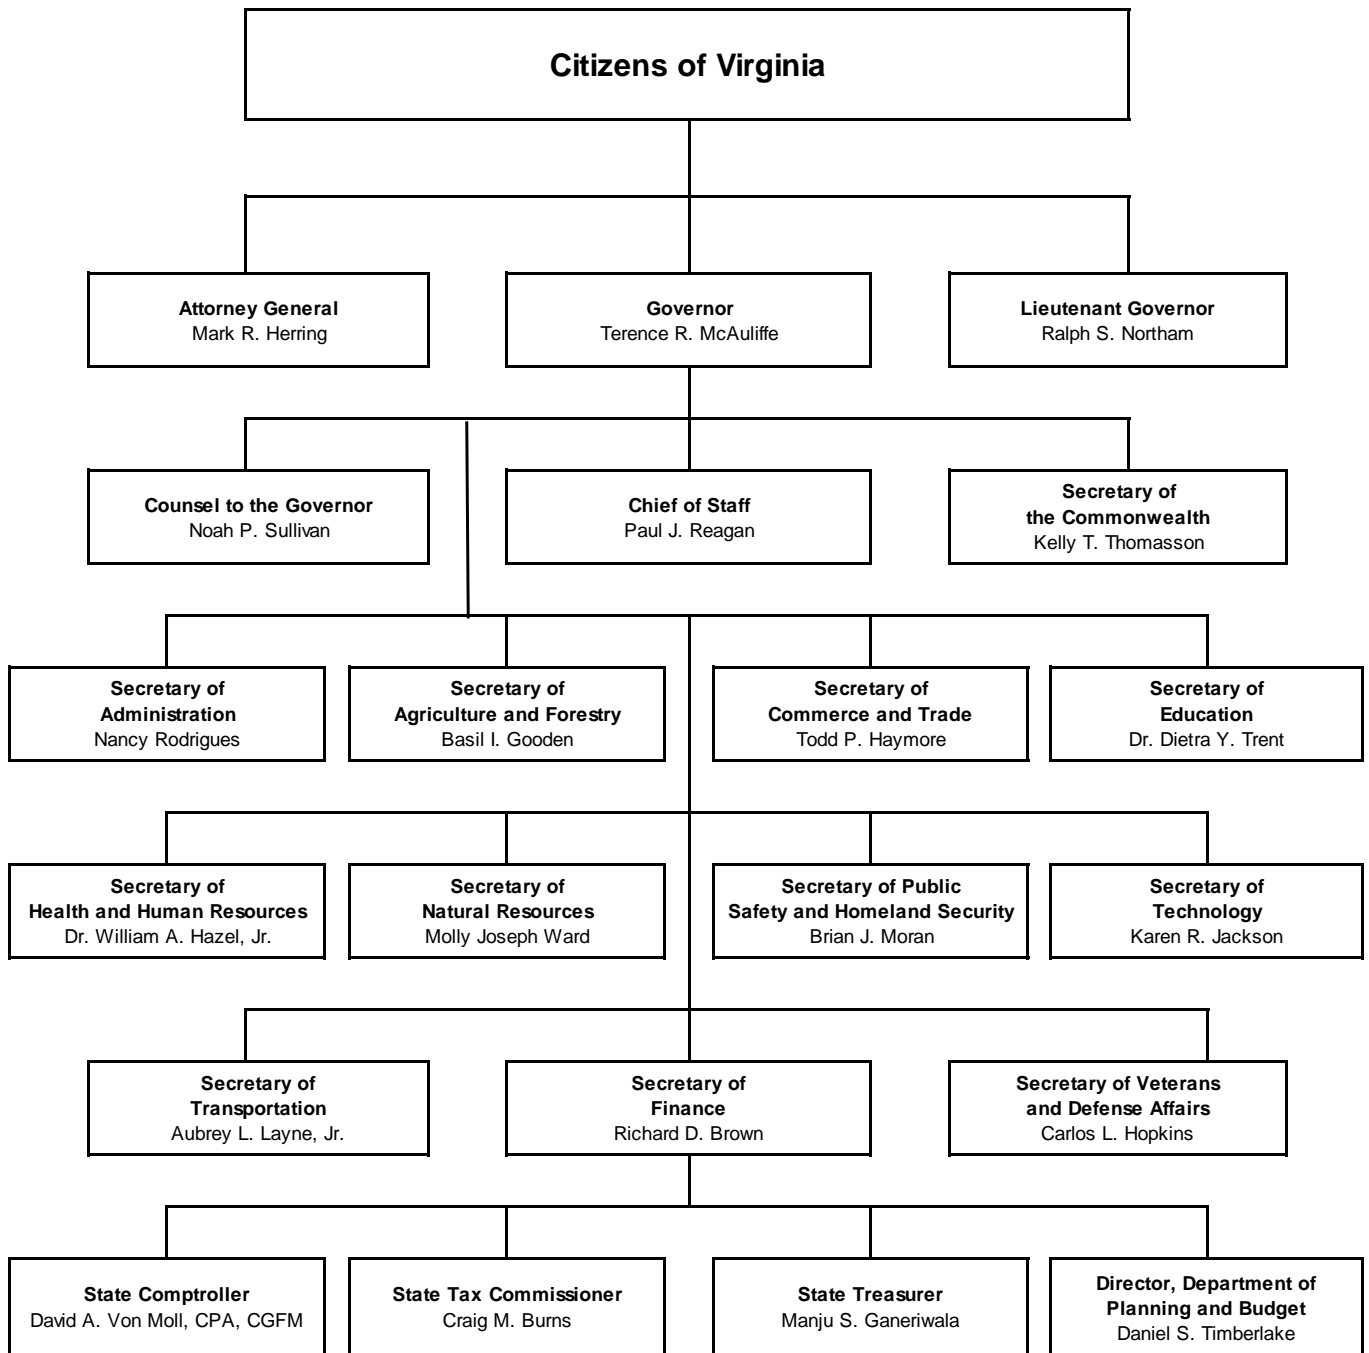 Citizens of Virginia
Attorney General
Mark R. Herring
Governor
Terence R. McAuliffe
Lieutenant Governor
Ralph S. Northam
Counsel to the Governor
Noah P. Sullivan
Chief of Staff
Paul J. Reagan
Secretary of
the Commonwealth
Kelly T. Thomasson
Secretary of
Administration
Nancy Rodrigues
Secretary of
Agriculture and Forestry
Basil I. Gooden
Secretary of
Commerce and Trade
Todd P. Haymore
Secretary of
Education
Dr. Dietra Y. Trent
Secretary of
Health and Human Resources
Dr. William A. Hazel, Jr.
Secretary of
Natural Resources
Molly Joseph Ward
Secretary of Public
Safety and Homeland Security
Brian J. Moran
Secretary of
Technology
Karen R. Jackson
Secretary of
Transportation
Aubrey L. Layne, Jr.
Secretary of
Finance
Richard D. Brown
Secretary of Veterans
and Defense Affairs
Carlos L. Hopkins
State Comptroller
David A. Von Moll, CPA, CGFM
State Tax Commissioner
Craig M. Burns
State Treasurer
Manju S. Ganeriwala
Director, Department of
Planning and Budget
Daniel S. Timberlake